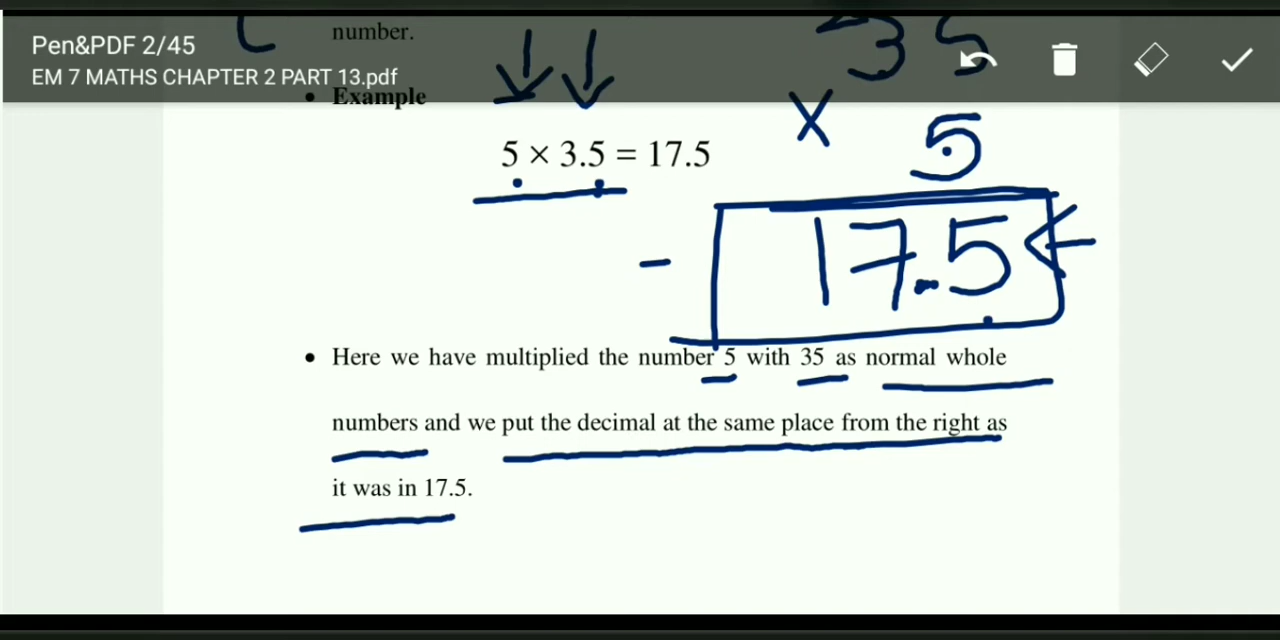 Pen&PDF 2/45
EM 7 MATHS CHAPTER 2 PART 13.pdf
number.
• Example
35
× 5
5 × 3.5 = 17.5
- 17.5
• Here we have multiplied the number 5 with 35 as normal whole
numbers and we put the decimal at the same place from the right as
it was in 17.5.